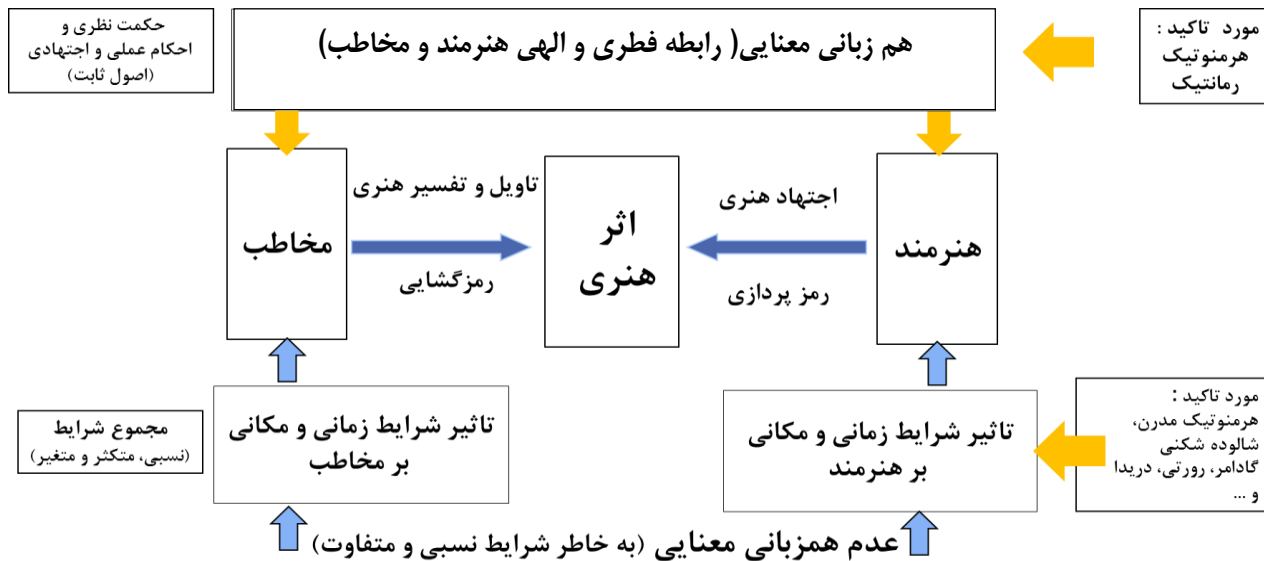 مورد تاکید :
هرمنوتیک
رمانتیک
هم زبانی معنایی( رابطه فطری و الهی هنرمند و مخاطب)
حکمت نظری و
احکام عملی و اجتهادی
(اصول ثابت)
هنرمند
اجتهاد هنری
رمز پردازی
اثر
هنری
تاویل و تفسیر هنری
رمزگشایی
مخاطب
مورد تاکید :
هرمنوتیک مدرن،
شالوده شکنی
گادامر، رورتی، دریدا
و ...
تاثیر شرایط زمانی و مکانی
بر هنرمند
تاثیر شرایط زمانی و مکانی
بر مخاطب
مجموع شرایط
(نسبی، متکثر و متغیر)
عدم همزبانی معنایی (به خاطر شرایط نسبی و متفاوت)